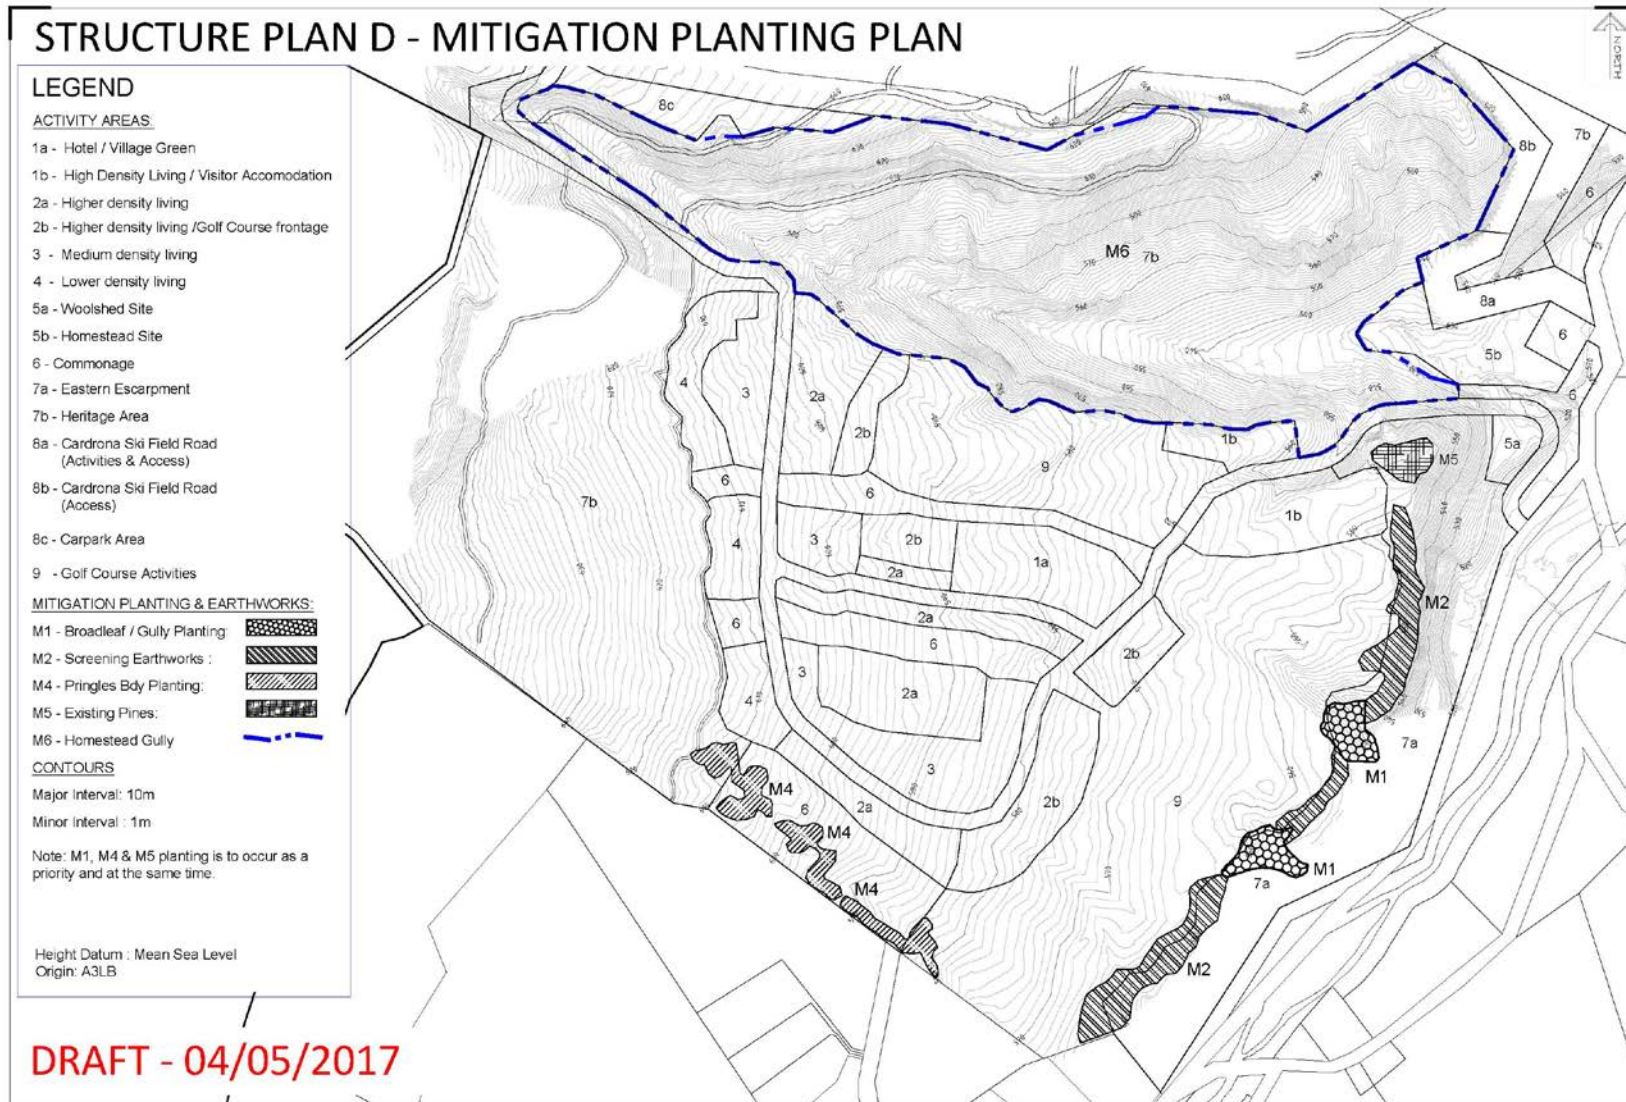 STRUCTURE PLAN D - MITIGATION PLANTING PLAN
NORTH
LEGEND
ACTIVITY AREAS:
1a - Hotel / Village Green
1b - High Density Living / Visitor Accomodation
2a - Higher density living
2b - Higher density living /Golf Course frontage
3 - Medium density living
4 - Lower density living
5a - Woolshed Site
5b - Homestead Site
6 - Commonage
7a - Eastern Escarpment
7b - Heritage Area
8a - Cardrona Ski Field Road
(Activities & Access)
8b - Cardrona Ski Field Road
(Access)
8c - Carpark Area
9 - Golf Course Activities
MITIGATION PLANTING & EARTHWORKS:
M1 - Broadleaf / Gully Planting:
M2 - Screening Earthworks :
M4 - Pringles Bdy Planting:
M5 - Existing Pines:
M6 - Homestead Gully
CONTOURS
Major Interval: 10m
Minor Interval : 1m
Note: M1, M4 & M5 planting is to occur as a
priority and at the same time.
Height Datum : Mean Sea Level
Origin: A3LB
DRAFT - 04/05/2017
8c
8b
7b
6
M6 7b
8a
6
5b
6
4
3
2a
2b
1b
5a
M5
9
7b
6
6
1b
4
3
2b
2a
1a
M2
6
2a
6
2b
3
4
2a
7a
M1
3
M4
6
2a
2b
9
M4
M1
7a
M4
M2